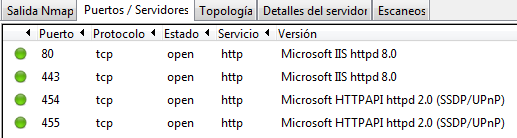 Salida Nmap Puertos / Servidores Topología Detalles del servidor Escaneos
Puerto Protocolo Estado Servicio Versión
80 tcp open http Microsoft IIS httpd 8.0
443 tcp open http Microsoft IIS httpd 8.0
454 tcp open http Microsoft HTTPAPI httpd 2.0 (SSDP/UPnP)
455 tcp open http Microsoft HTTPAPI httpd 2.0 (SSDP/UPnP)